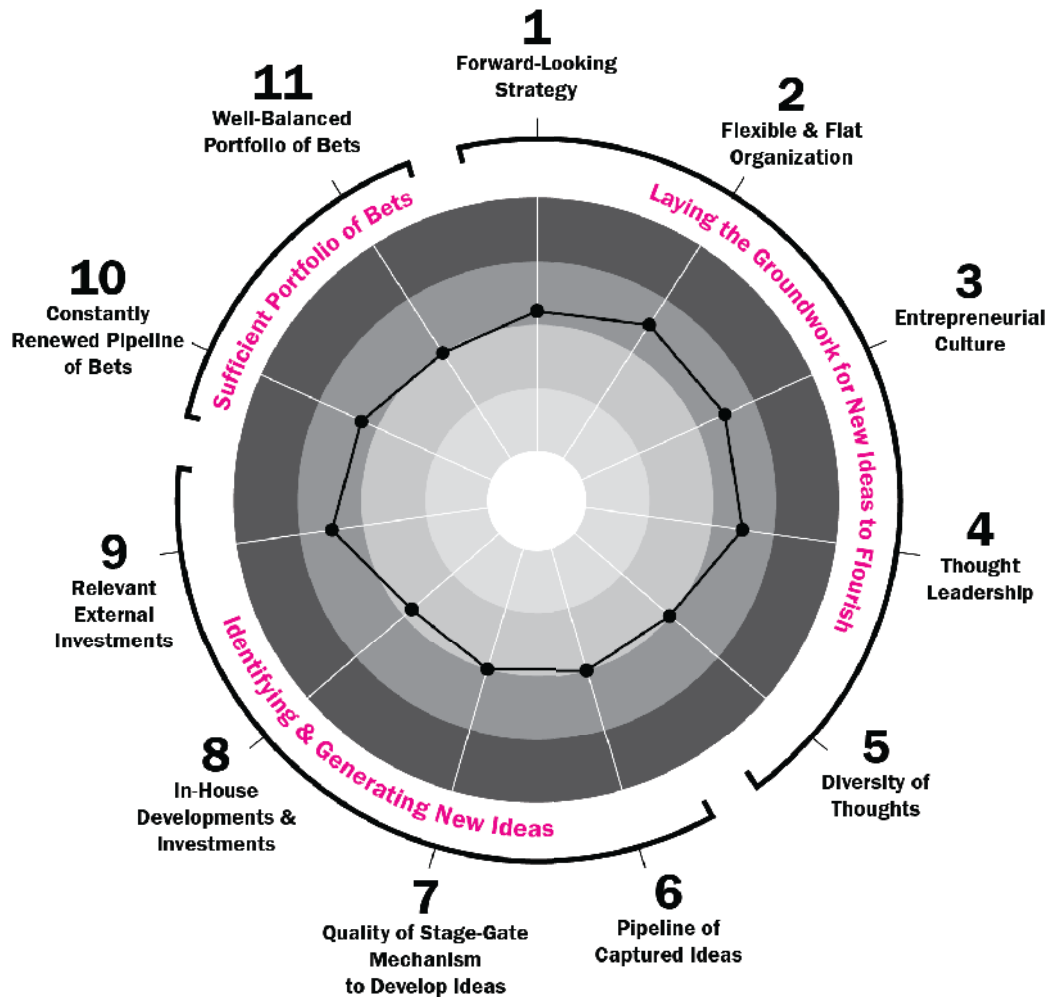 1
Forward-Looking
Strategy
2
Flexible & Flat
Organization
3
Entrepreneurial
Culture
4
Thought
Leadership
5
Diversity of
Thoughts
6
Pipeline of
Captured Ideas
7
Quality of Stage-Gate
Mechanism
to Develop Ideas
8
In-House
Developments &
Investments
9
Relevant
External
Investments
10
Constantly
Renewed Pipeline
of Bets
11
Well-Balanced
Portfolio of Bets
Laying the Groundwork for New Ideas to Flourish
Identifying & Generating New Ideas
Sufficient Portfolio of Bets